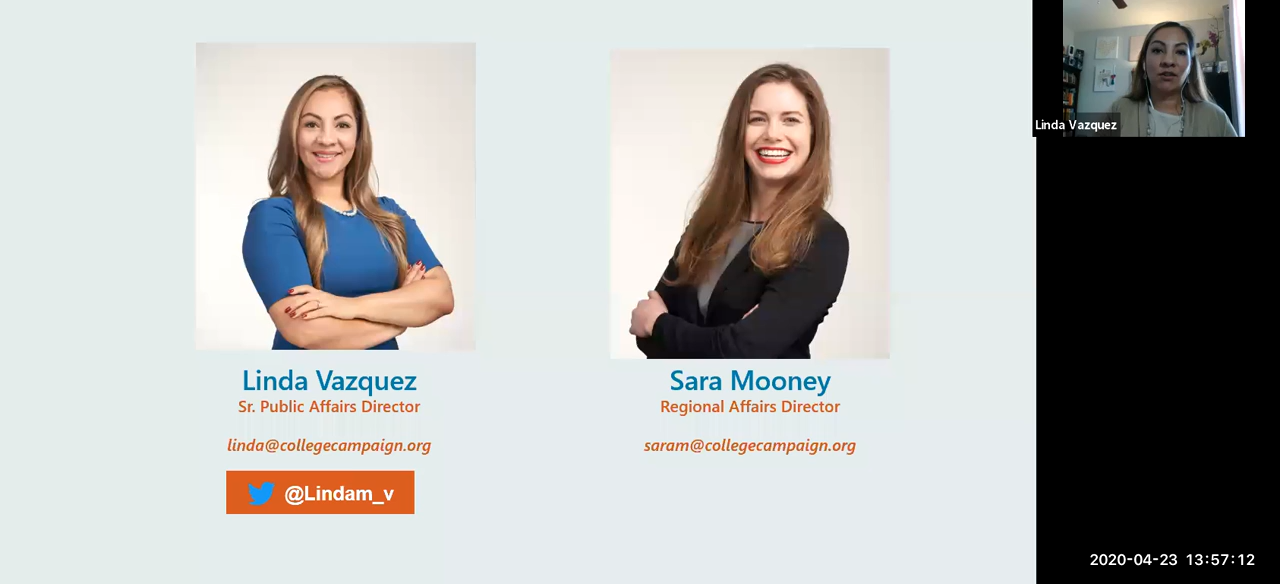 Linda Vazquez
Sr. Public Affairs Director
linda@collegecampaign.org
@Lindam_v
Sara Mooney
Regional Affairs Director
saram@collegecampaign.org
Linda Vazquez
2020-04-23 13:57:12